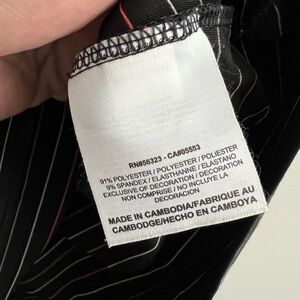 RN#56323 - CA#05553
91% POLYESTER / POLYESTER / POLIESTER
9% SPANDEX / ELASTHANNE / ELASTANO
EXCLUSIVE OF DECORATION / DECORATION
NON COMPRISE / NO INCLUYE LA
DECORACION
MADE IN CAMBODIA/FABRIQUE AU
CAMBODGE/HECHO EN CAMBOYA